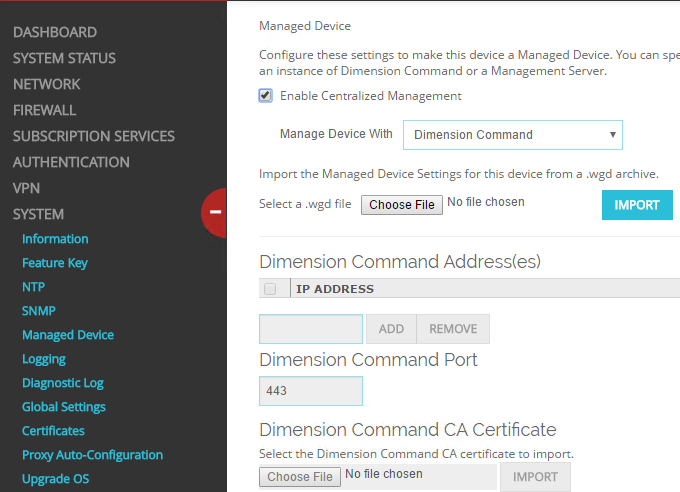 DASHBOARD
SYSTEM STATUS
NETWORK
FIREWALL
SUBSCRIPTION SERVICES
AUTHENTICATION
VPN
SYSTEM
Information
Feature Key
NTP
SNMP
Managed Device
Logging
Diagnostic Log
Global Settings
Certificates
Proxy Auto-Configuration
Upgrade OS
Managed Device
Configure these settings to make this device a Managed Device. You can spe
an instance of Dimension Command or a Management Server.
Enable Centralized Management
Manage Device With Dimension Command
Import the Managed Device Settings for this device from a .wgd archive.
Select a .wgd file Choose File No file chosen IMPORT
Dimension Command Address(es)
IP ADDRESS
ADD REMOVE
Dimension Command Port
443
Dimension Command CA Certificate
Select the Dimension Command CA certificate to import.
Choose File No file chosen IMPORT